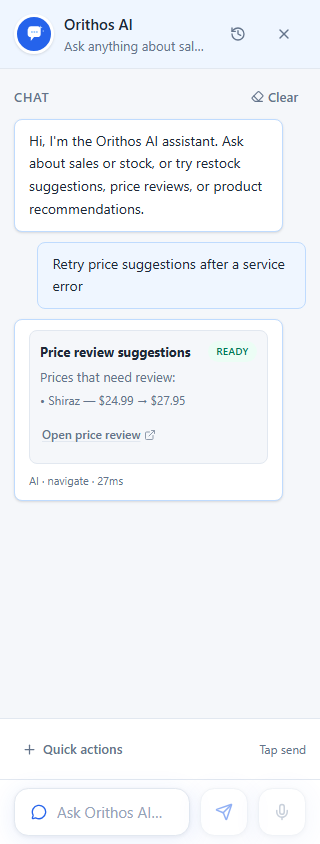 Orithos AI
Ask anything about sal...
CHAT
Clear
Hi, I'm the Orithos AI assistant. Ask
about sales or stock, or try restock
suggestions, price reviews, or product
recommendations.
Retry price suggestions after a service
error
Price review suggestions
READY
Prices that need review:
• Shiraz — $24.99 → $27.95
Open price review
AI · navigate · 27ms
Quick actions
Tap send
Ask Orithos AI...